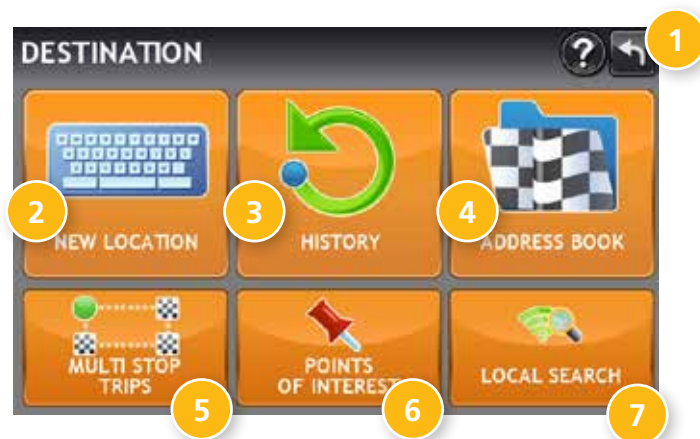 DESTINATION ? 1
2 3 4
NEW LOCATION HISTORY ADDRESS BOOK
MULTI STOP
TRIPS
POINTS
OF INTEREST
LOCAL SEARCH
5 6 7